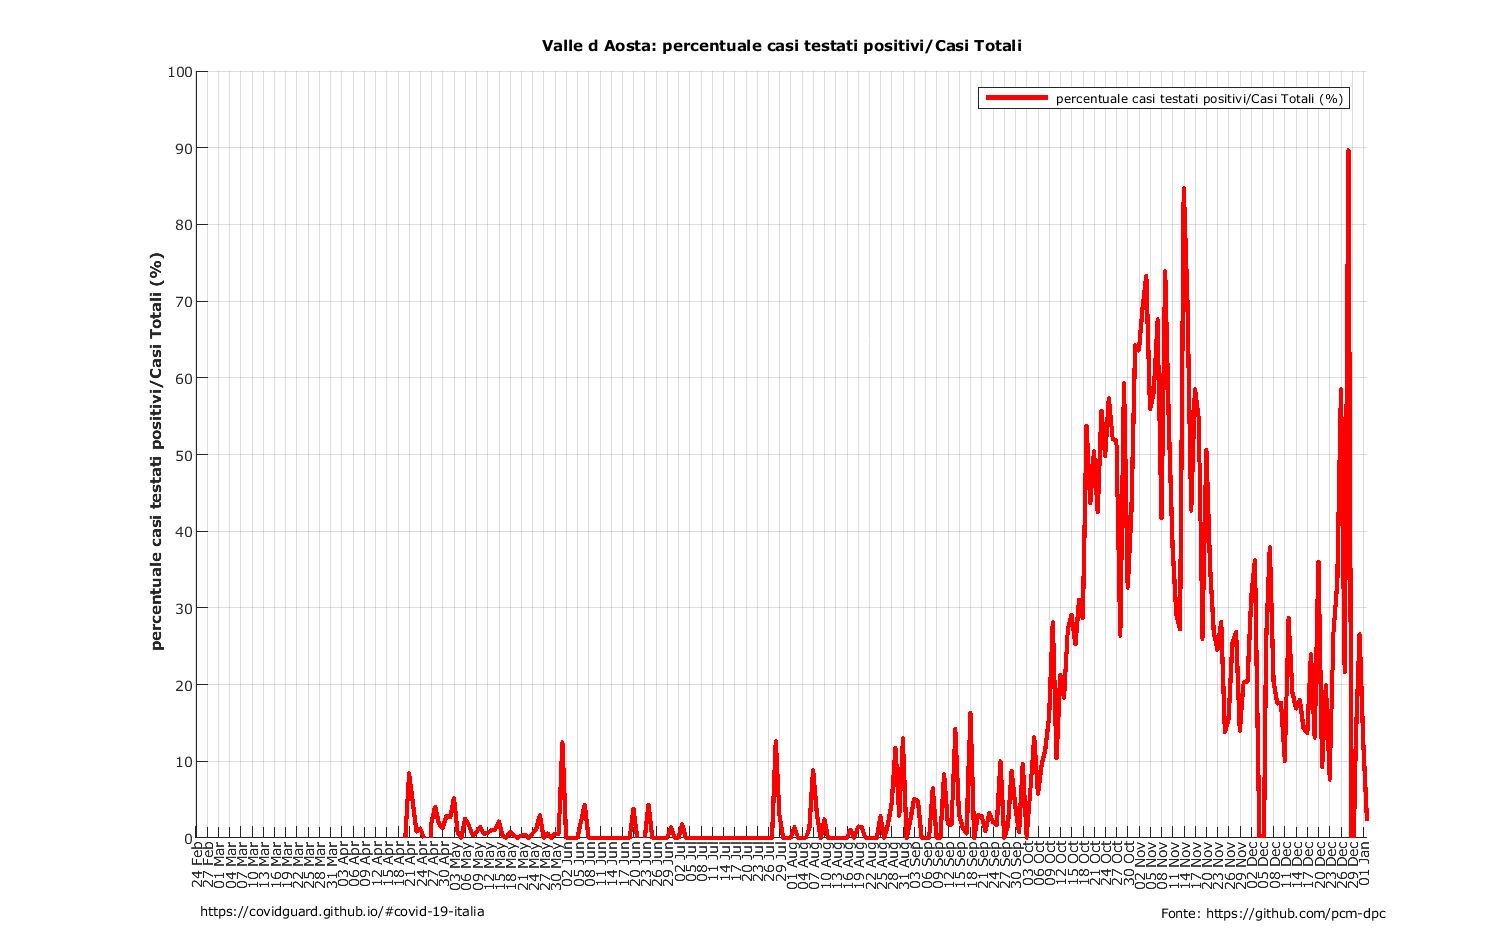 Valle d Aosta: percentuale casi testati positivi/Casi Totali
percentuale casi testati positivi/Casi Totali (%)
percentuale casi testati positivi/Casi Totali (%)
100
90
80
70
60
50
40
30
20
10
0
24 Feb
27 Feb
01 Mar
04 Mar
07 Mar
10 Mar
13 Mar
16 Mar
19 Mar
22 Mar
25 Mar
28 Mar
31 Mar
03 Apr
06 Apr
09 Apr
12 Apr
15 Apr
18 Apr
21 Apr
24 Apr
27 Apr
30 Apr
03 May
06 May
09 May
12 May
15 May
18 May
21 May
24 May
27 May
30 May
02 Jun
05 Jun
08 Jun
11 Jun
14 Jun
17 Jun
20 Jun
23 Jun
26 Jun
29 Jun
02 Jul
05 Jul
08 Jul
11 Jul
14 Jul
17 Jul
20 Jul
23 Jul
26 Jul
29 Jul
01 Aug
04 Aug
07 Aug
10 Aug
13 Aug
16 Aug
19 Aug
22 Aug
25 Aug
28 Aug
31 Aug
03 Sep
06 Sep
09 Sep
12 Sep
15 Sep
18 Sep
21 Sep
24 Sep
27 Sep
30 Sep
03 Oct
06 Oct
09 Oct
12 Oct
15 Oct
18 Oct
21 Oct
24 Oct
27 Oct
30 Oct
02 Nov
05 Nov
08 Nov
11 Nov
14 Nov
17 Nov
20 Nov
23 Nov
26 Nov
29 Nov
02 Dec
05 Dec
08 Dec
11 Dec
14 Dec
17 Dec
20 Dec
23 Dec
26 Dec
29 Dec
01 Jan
https://covidguard.github.io/#covid-19-italia
Fonte: https://github.com/pcm-dpc